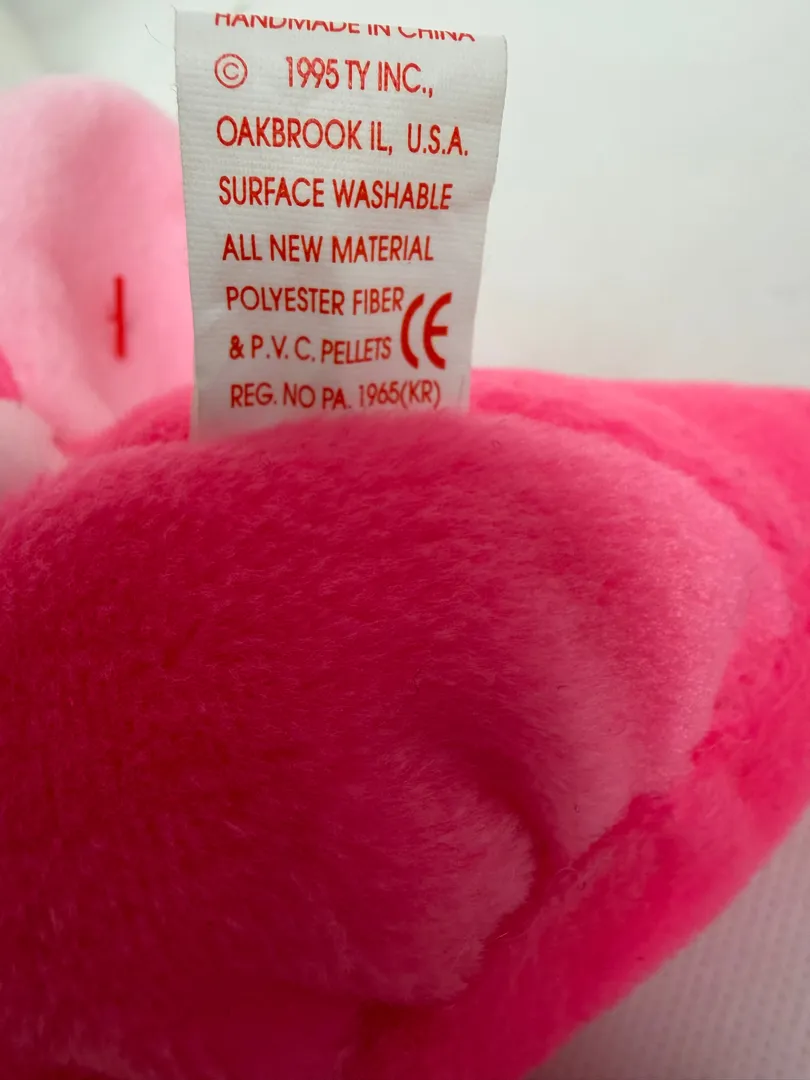 HANDMADE IN CHINA
© 1995 TY INC.,
OAKBROOK IL, U.S.A.
SURFACE WASHABLE
ALL NEW MATERIAL
POLYESTER FIBER
& P.V.C. PELLETS CE
REG. NO PA. 1965(KR)